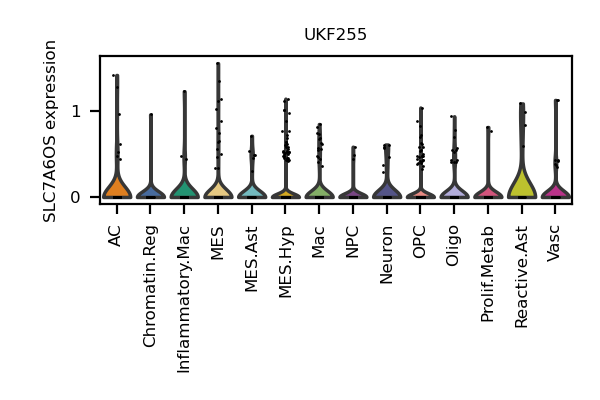 UKF255
SLC7A6OS expression
1
0
AC
Chromatin.Reg
Inflammatory.Mac
MES
MES.Ast
MES.Hyp
Mac
NPC
Neuron
OPC
Oligo
Prolif.Metab
Reactive.Ast
Vasc